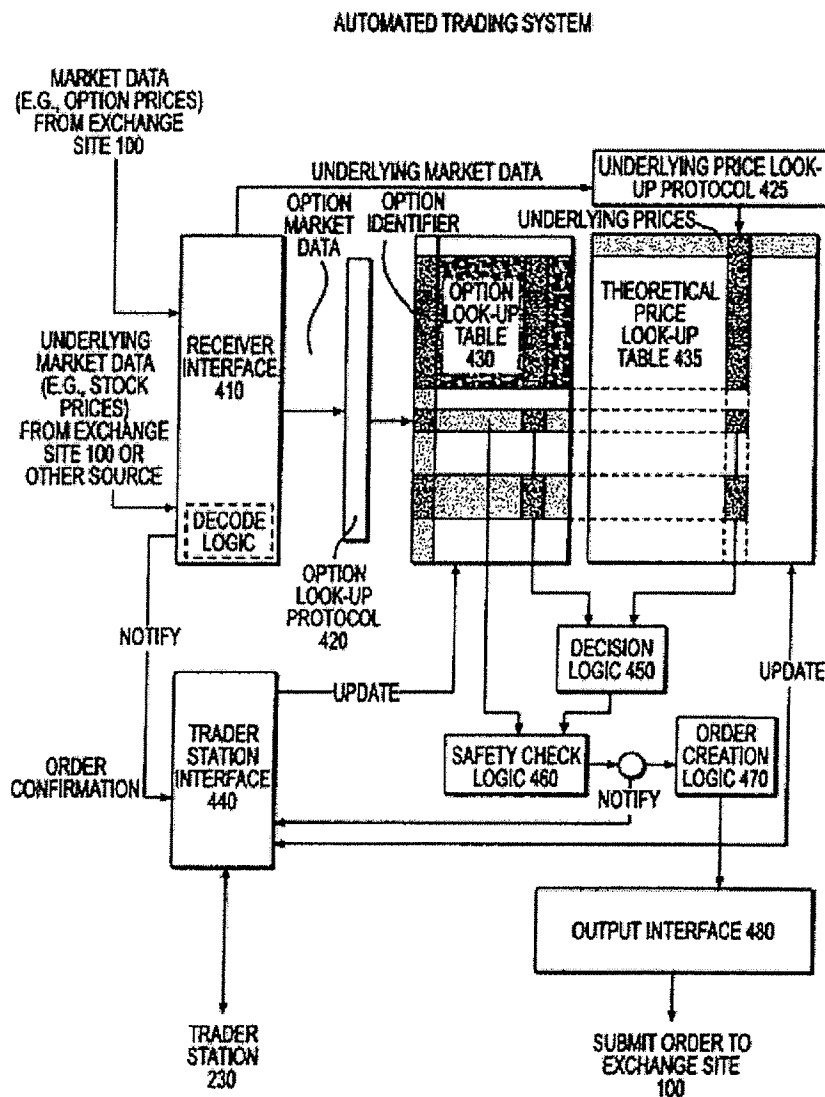 AUTOMATED TRADING SYSTEM
MARKET DATA
(E.G., OPTION PRICES)
FROM EXCHANGE
SITE 100
UNDERLYING MARKET DATA
UNDERLYING PRICE LOOK-
UP PROTOCOL 425
OPTION
MARKET
DATA
OPTION
IDENTIFIER
UNDERLYING PRICES
UNDERLYING
MARKET DATA
(E.G., STOCK
PRICES)
FROM EXCHANGE
SITE 100 OR
OTHER SOURCE
RECEIVER
INTERFACE
410
DECODE
LOGIC
OPTION
LOOK-UP
TABLE
430
THEORETICAL
PRICE
LOOK-UP
TABLE 435
OPTION
LOOK-UP
PROTOCOL
420
NOTIFY
UPDATE
DECISION
LOGIC 450
UPDATE
TRADER
STATION
INTERFACE
440
ORDER
CONFIRMATION
SAFETY CHECK
LOGIC 460
NOTIFY
ORDER
CREATION
LOGIC 470
OUTPUT INTERFACE 480
TRADER
STATION
230
SUBMIT ORDER TO
EXCHANGE SITE
100